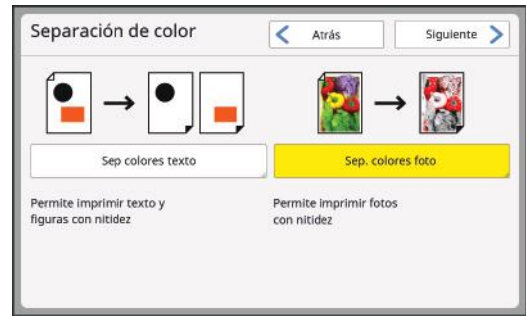 Separación de color
Atrás
Siguiente
Sep colores texto
Sep. colores foto
Permite imprimir texto y
figuras con nitidez
Permite imprimir fotos
con nitidez